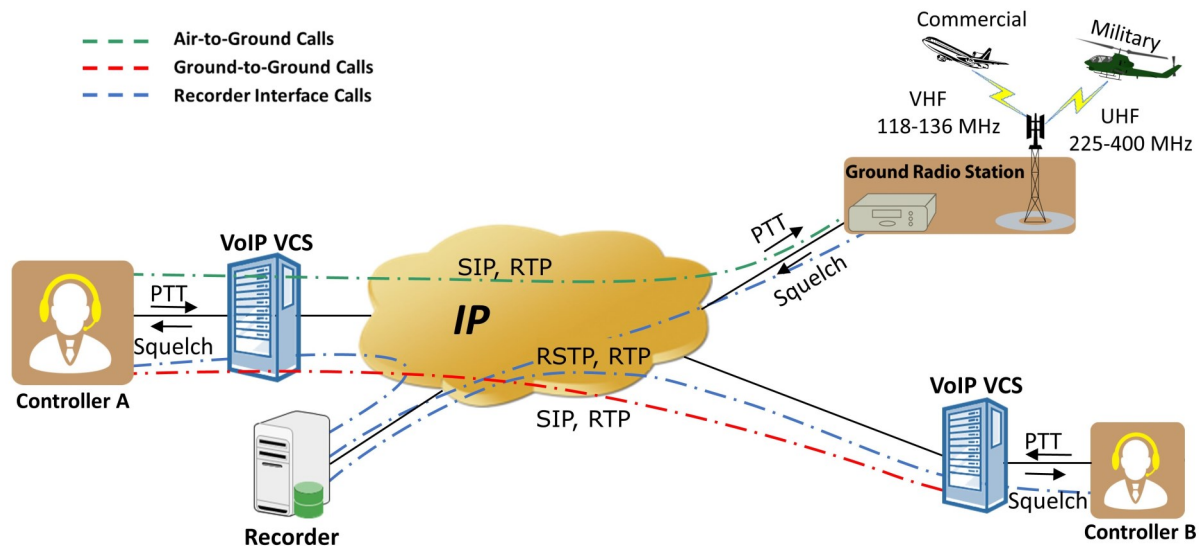 Air-to-Ground Calls
Ground-to-Ground Calls
Recorder Interface Calls
Commercial
Military
VHF
118-136 MHz
UHF
225-400 MHz
Ground Radio Station
PTT
Squelch
VoIP VCS
SIP, RTP
PTT
Squelch
IP
Controller A
RSTP, RTP
SIP, RTP
VoIP VCS
PTT
Squelch
Recorder
Controller B